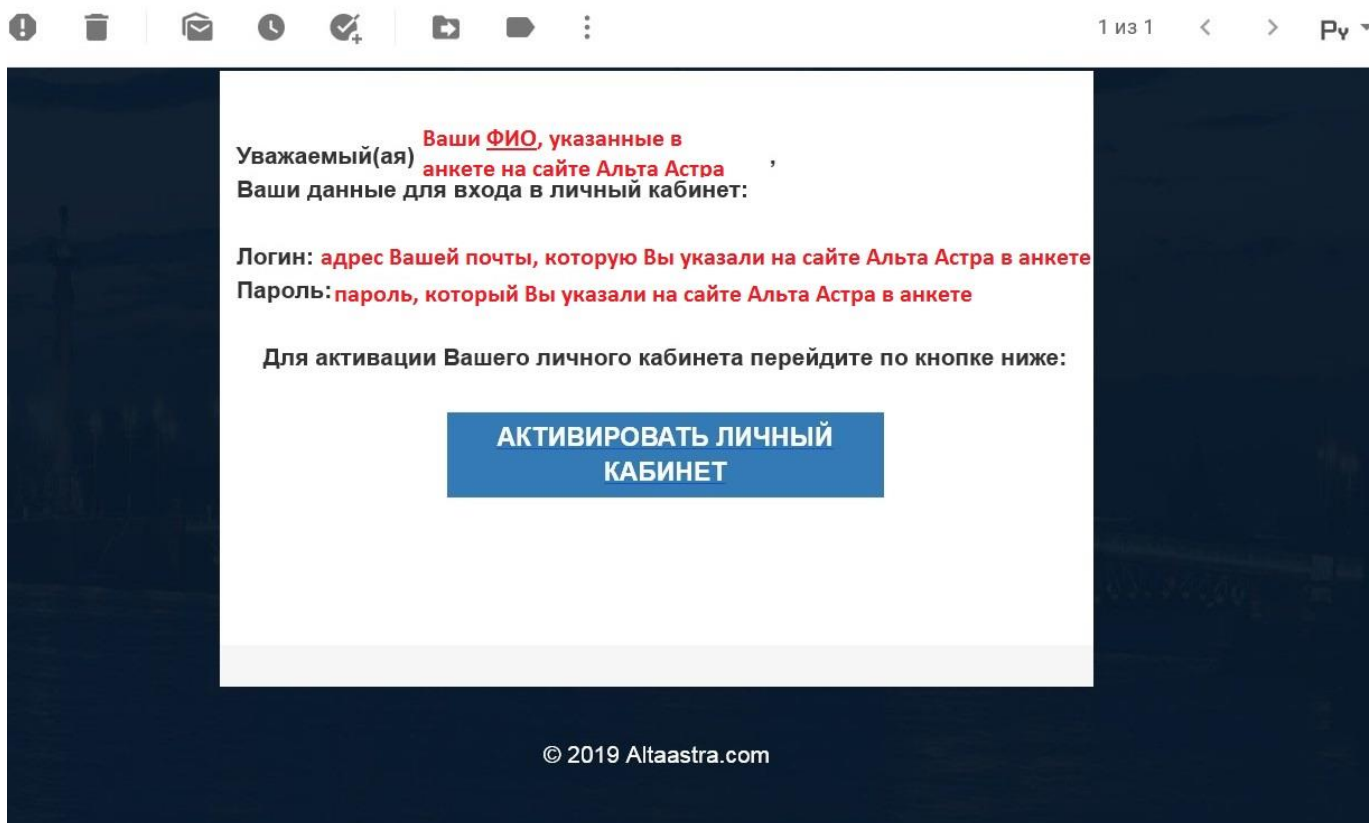 1 из 1
Ру
Уважаемый(ая) Ваши ФИО, указанные в
анкете на сайте Альта Астра ,
Ваши данные для входа в личный кабинет:
Логин: адрес Вашей почты, которую Вы указали на сайте Альта Астра в анкете
Пароль: пароль, который Вы указали на сайте Альта Астра в анкете
Для активации Вашего личного кабинета перейдите по кнопке ниже:
АКТИВИРОВАТЬ ЛИЧНЫЙ
КАБИНЕТ
© 2019 Altaastra.com